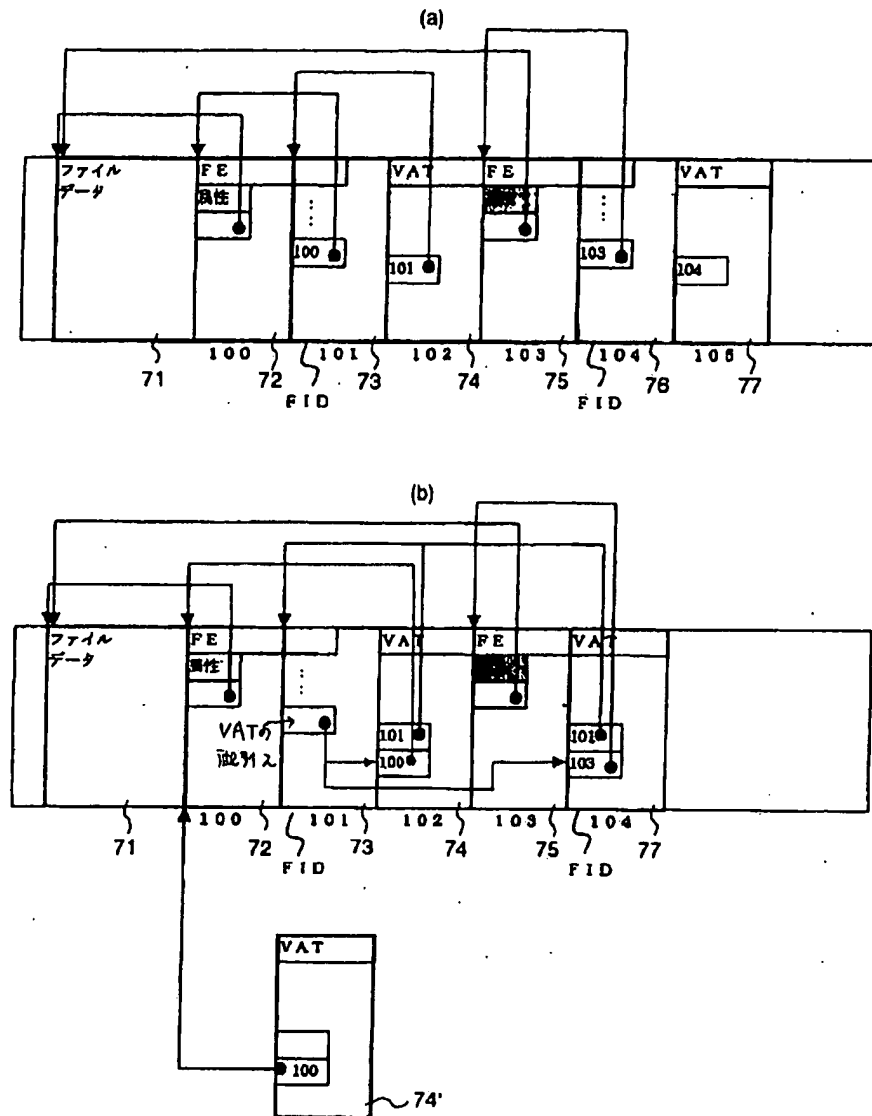 (a)
ファイル FE VAT FE VAT
データ 属性
100 101 103 104
100 101 102 103 104 105
71 72 73 74 75 76 77
FID FID
(b)
ファイル FE VAT FE VAT
データ 属性
VATの 101 101
100 103
100 101 102 103 104
71 72 73 74 75 77
FID FID
VAT
100
74'